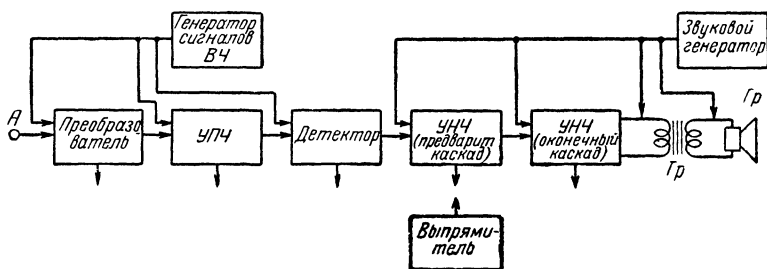 Генератор
сигналов
ВЧ
Звуковой
генератор
А
Преобразо-
ватель
УПЧ
Детектор
УНЧ
(предварит
каскад)
УНЧ
(оконечный
каскад)
Тр
Гр
Выпрями-
тель